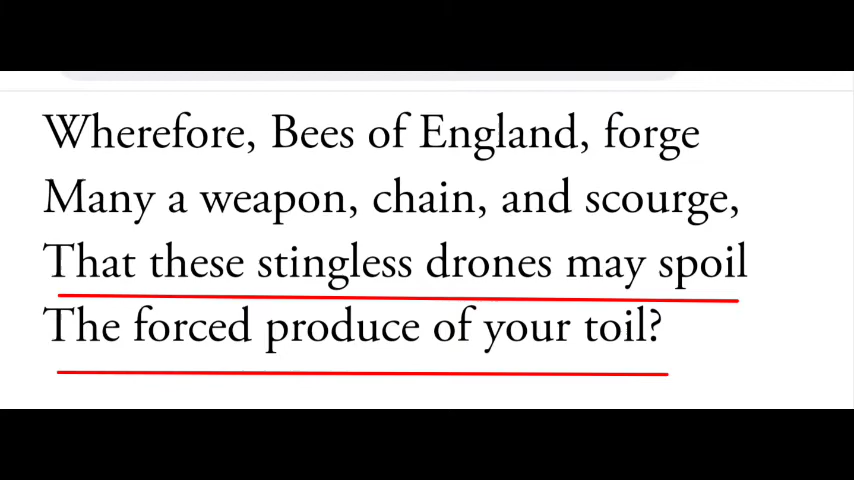 Wherefore, Bees of England, forge
Many a weapon, chain, and scourge,
That these stingless drones may spoil
The forced produce of your toil?